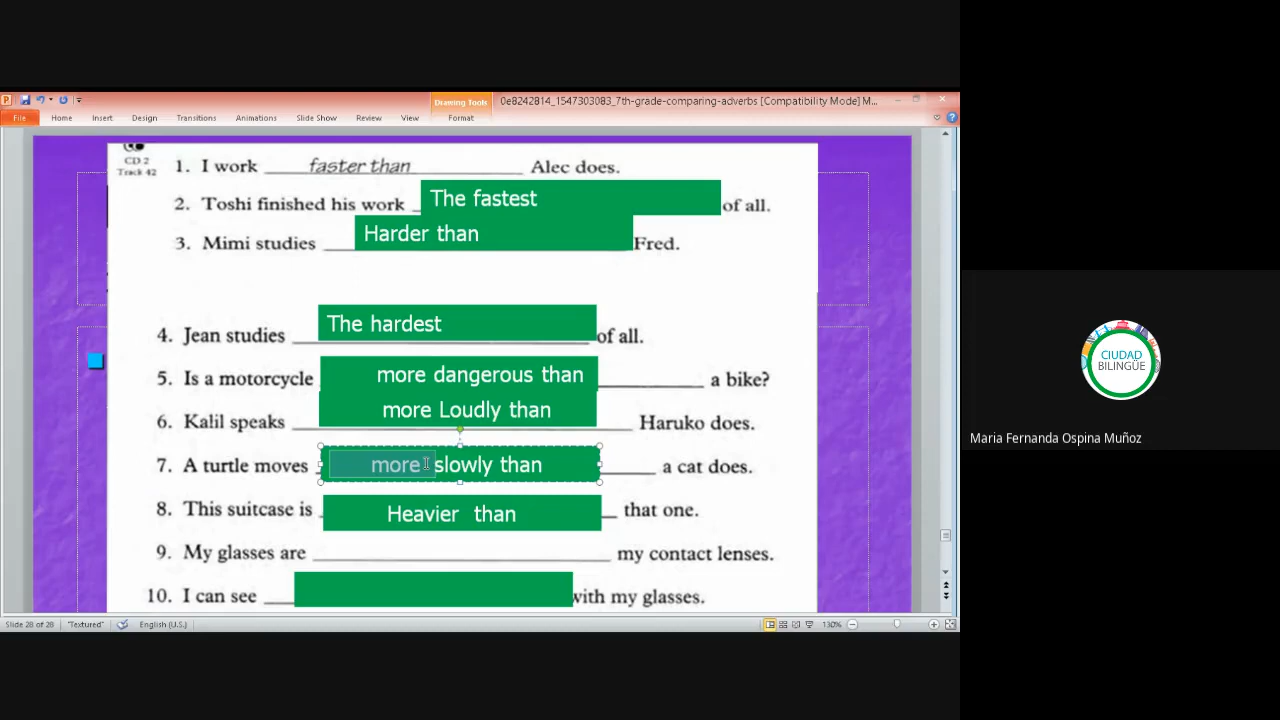 Drawing Tools
0e8242814_1547303083_7th-grade-comparing-adverbs [Compatibility Mode] M...
File Home Insert Design Transitions Animations Slide Show Review View Format
CD 2
Track 42
1. I work faster than Alec does.
2. Toshi finished his work The fastest of all.
3. Mimi studies Harder than Fred.
4. Jean studies The hardest of all.
5. Is a motorcycle more dangerous than a bike?
6. Kalil speaks more Loudly than Haruko does.
7. A turtle moves more slowly than a cat does.
8. This suitcase is Heavier than that one.
9. My glasses are my contact lenses.
10. I can see with my glasses.
Slide 28 of 28 "Textured" English (U.S.) 130%
CIUDAD
BILINGÜE
Maria Fernanda Ospina Muñoz